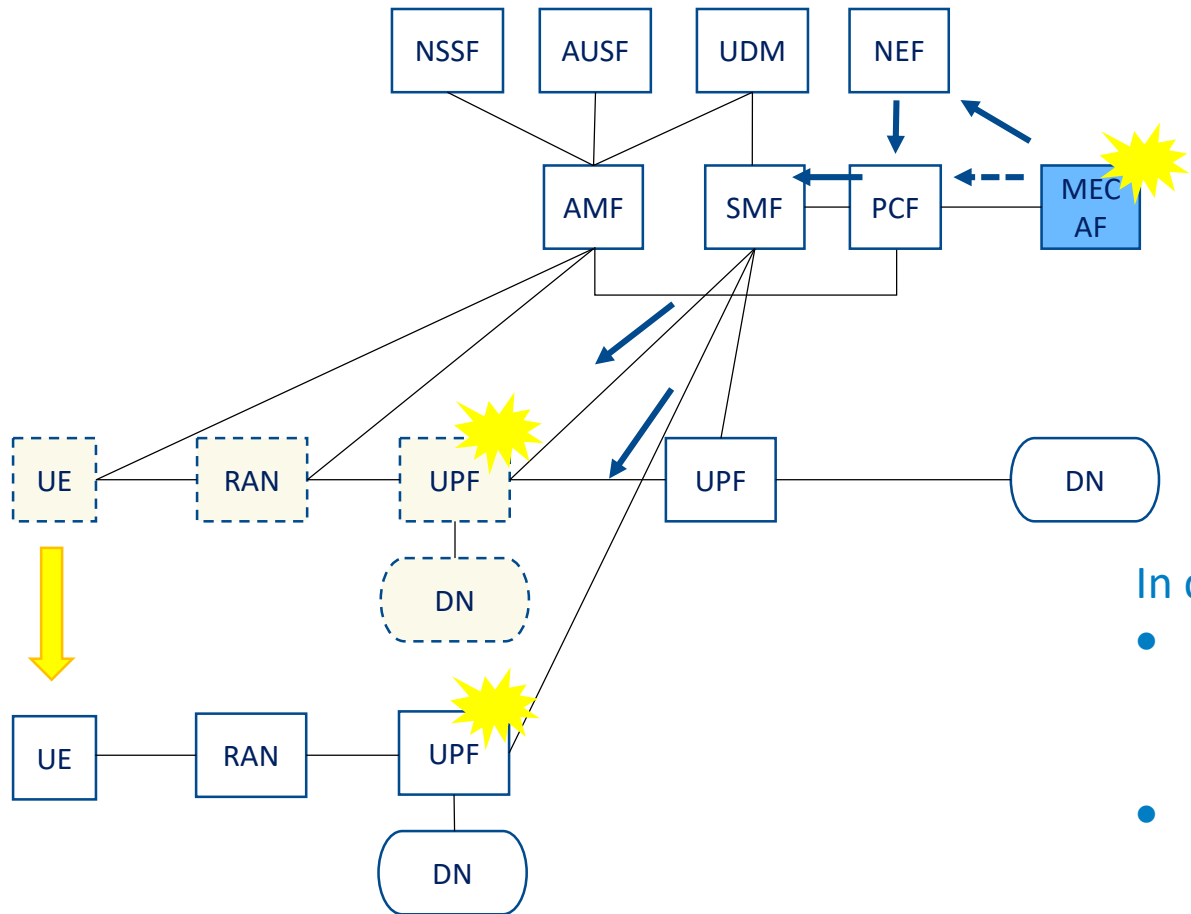 NSSF
AUSF
UDM
NEF
AMF
SMF
PCF
MEC
AF
UE
RAN
UPF
UPF
DN
DN
In
UE
RAN
UPF
DN